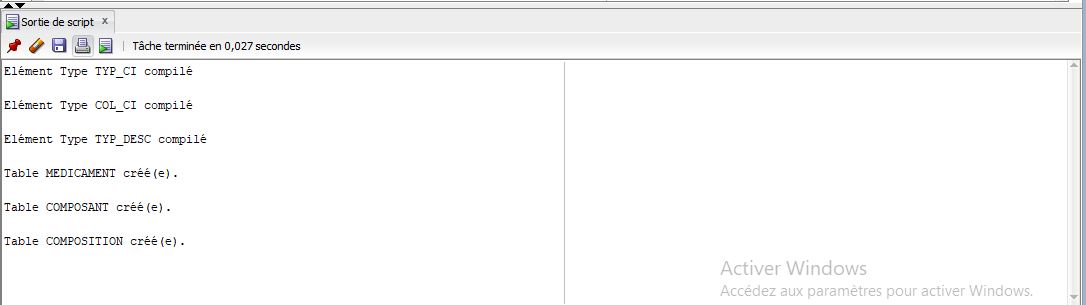 Sortie de script x
Tâche terminée en 0,027 secondes
Elément Type TYP_CI compilé
Elément Type COL_CI compilé
Elément Type TYP_DESC compilé
Table MEDICAMENT créé(e).
Table COMPOSANT créé(e).
Table COMPOSITION créé(e).
Activer Windows
Accédez aux paramètres pour activer Windows.